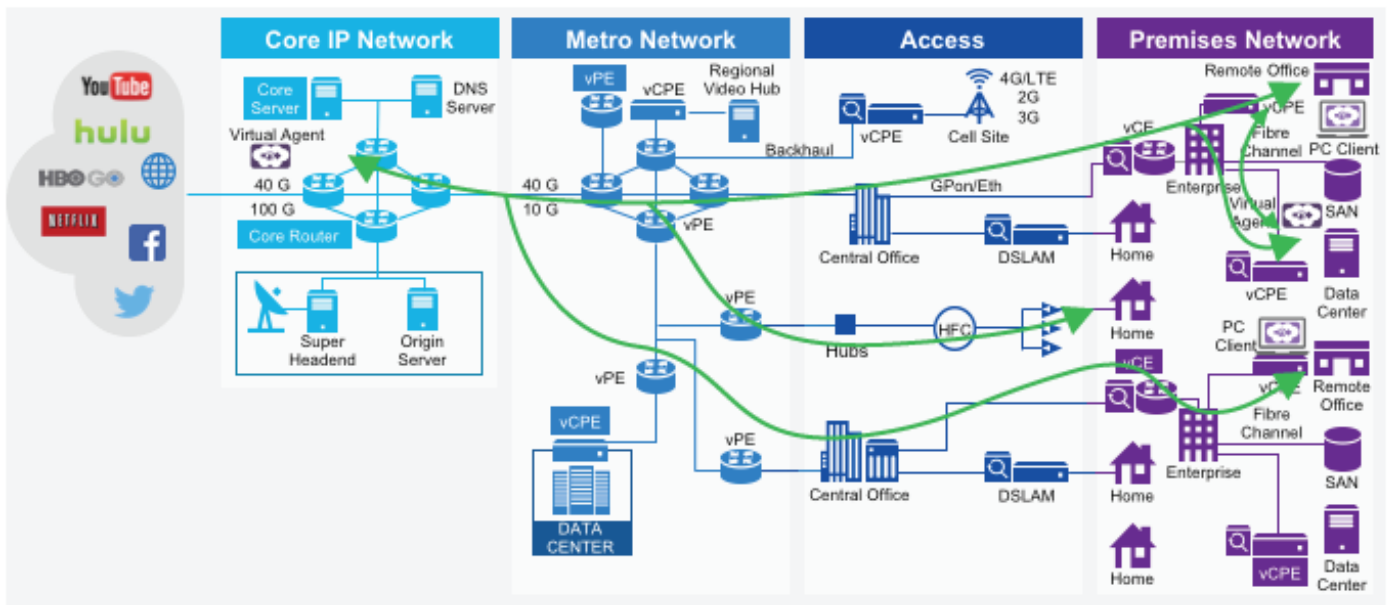 Core IP Network
Metro Network
Access
Premises Network
YouTube
hulu
HBO GO
NETFLIX
f
Core
Server
DNS
Server
Virtual Agent
40 G
100 G
Core Router
Super
Headend
Origin
Server
vPE
vCPE
Regional
Video Hub
Backhaul
40 G
10 G
vPE
vPE
vPE
vCPE
vPE
DATA
CENTER
vCPE
Cell Site
4G/LTE
2G
3G
GPon/Eth
Central Office
DSLAM
Hubs
HFC
Central Office
DSLAM
Remote Office
vCPE
vCE
Fibre
Channel
PC Client
Enterprise
Virtual
Agent
SAN
Home
vCPE
Data
Center
Home
PC
Client
vCE
vCPE
Remote
Office
Fibre
Channel
Enterprise
SAN
Home
Home
vCPE
Data
Center